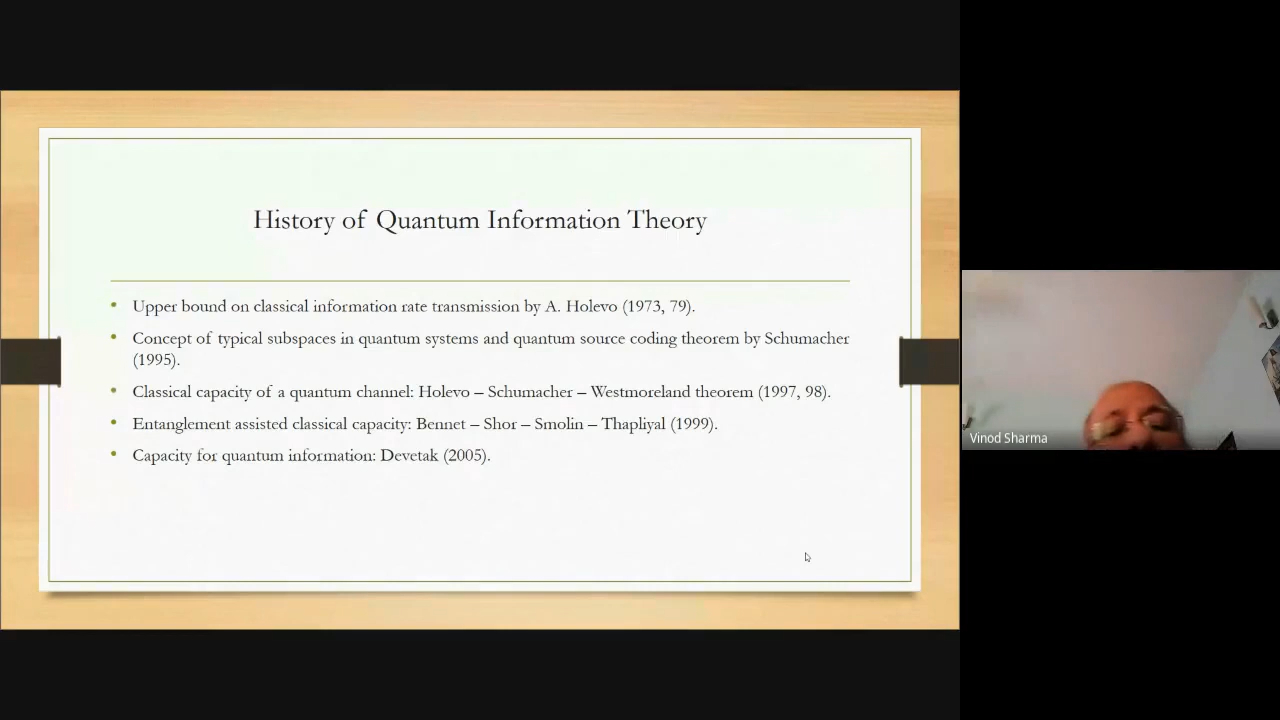 History of Quantum Information Theory
• Upper bound on classical information rate transmission by A. Holevo (1973, 79).
• Concept of typical subspaces in quantum systems and quantum source coding theorem by Schumacher
(1995).
• Classical capacity of a quantum channel: Holevo – Schumacher – Westmoreland theorem (1997, 98).
• Entanglement assisted classical capacity: Bennet – Shor – Smolin – Thapliyal (1999).
• Capacity for quantum information: Devetak (2005).
Vinod Sharma